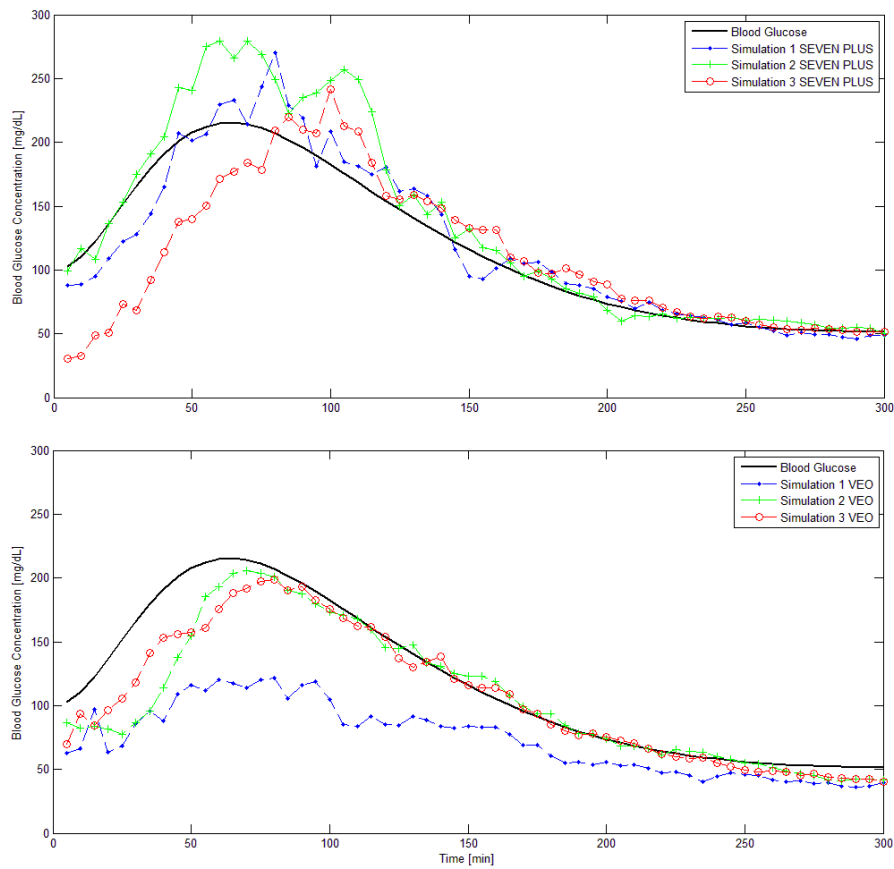 300
250
200
150
100
50
0
Blood Glucose Concentration [mg/dL]
Blood Glucose
Simulation 1 SEVEN PLUS
Simulation 2 SEVEN PLUS
Simulation 3 SEVEN PLUS
0 50 100 150 200 250 300
300
250
200
150
100
50
0
Blood Glucose Concentration [mg/dL]
Blood Glucose
Simulation 1 VEO
Simulation 2 VEO
Simulation 3 VEO
0 50 100 150 200 250 300
Time [min]